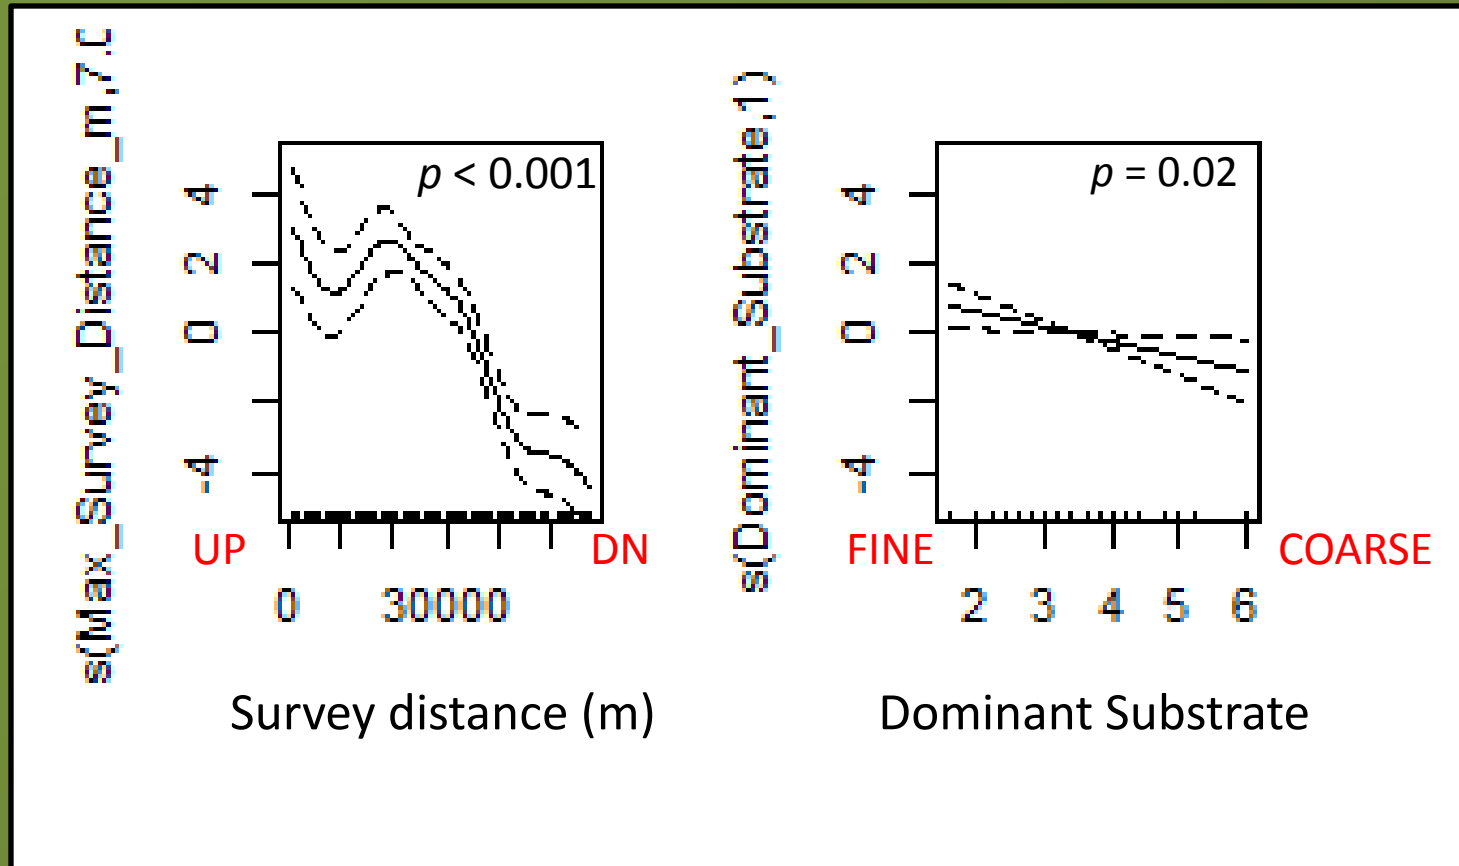 s(Max_Survey_Distance_m,7.0
p < 0.001
4
2
0
-4
UP
DN
0
30000
Survey distance (m)
s(Dominant_Substrate,1)
p = 0.02
4
2
0
-4
FINE
COARSE
2 3 4 5 6
Dominant Substrate